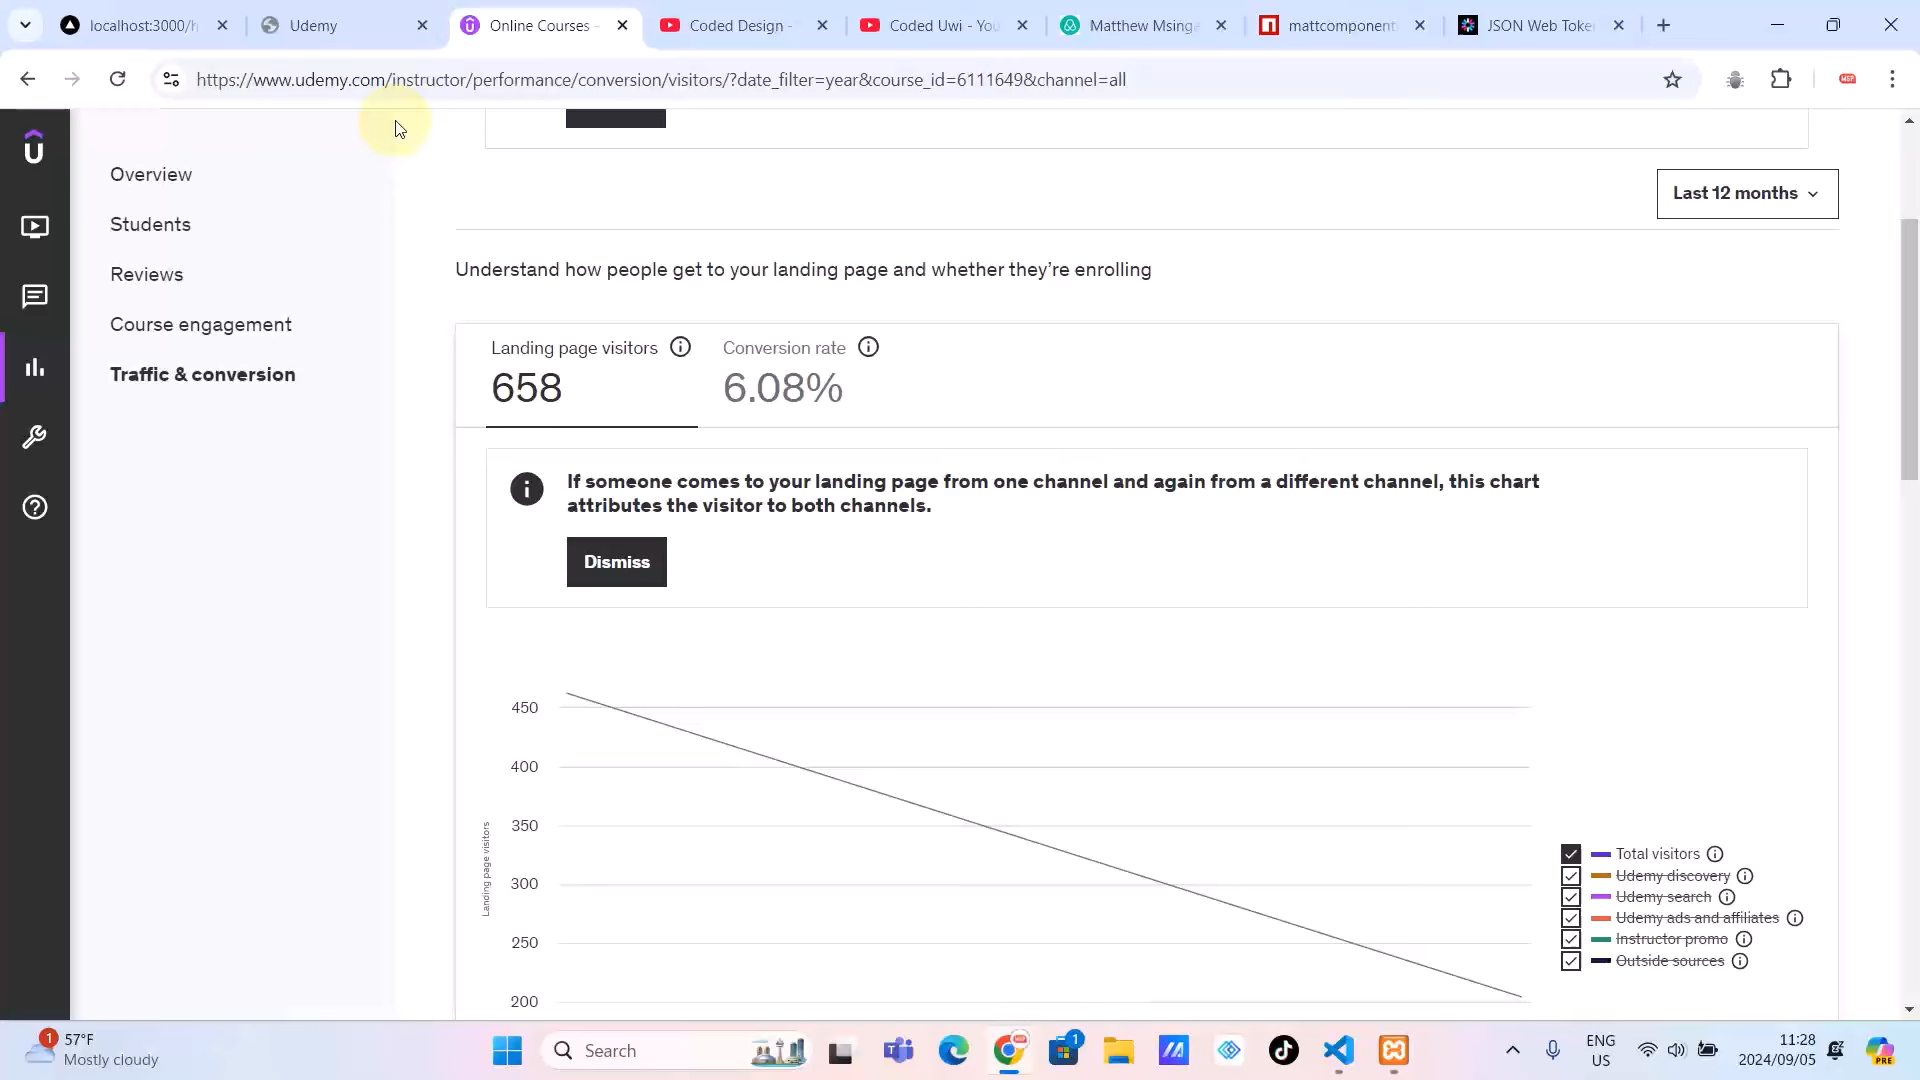 localhost:3000/h
Udemy
Online Courses -
Coded Design -
Coded Uwi - You
Matthew Msinga
mattcomponent
JSON Web Toke
https://www.udemy.com/instructor/performance/conversion/visitors/?date_filter=year&course_id=6111649&channel=all
Overview
Students
Reviews
Course engagement
Traffic & conversion
Last 12 months
Understand how people get to your landing page and whether they’re enrolling
Landing page visitors
658
Conversion rate
6.08%
If someone comes to your landing page from one channel and again from a different channel, this chart
attributes the visitor to both channels.
Dismiss
450
400
350
300
250
200
Landing page visitors
Total visitors
Udemy discovery
Udemy search
Udemy ads and affiliates
Instructor promo
Outside sources
1
57°F
Mostly cloudy
Search
1
ENG
US
11:28
2024/09/05
PRE